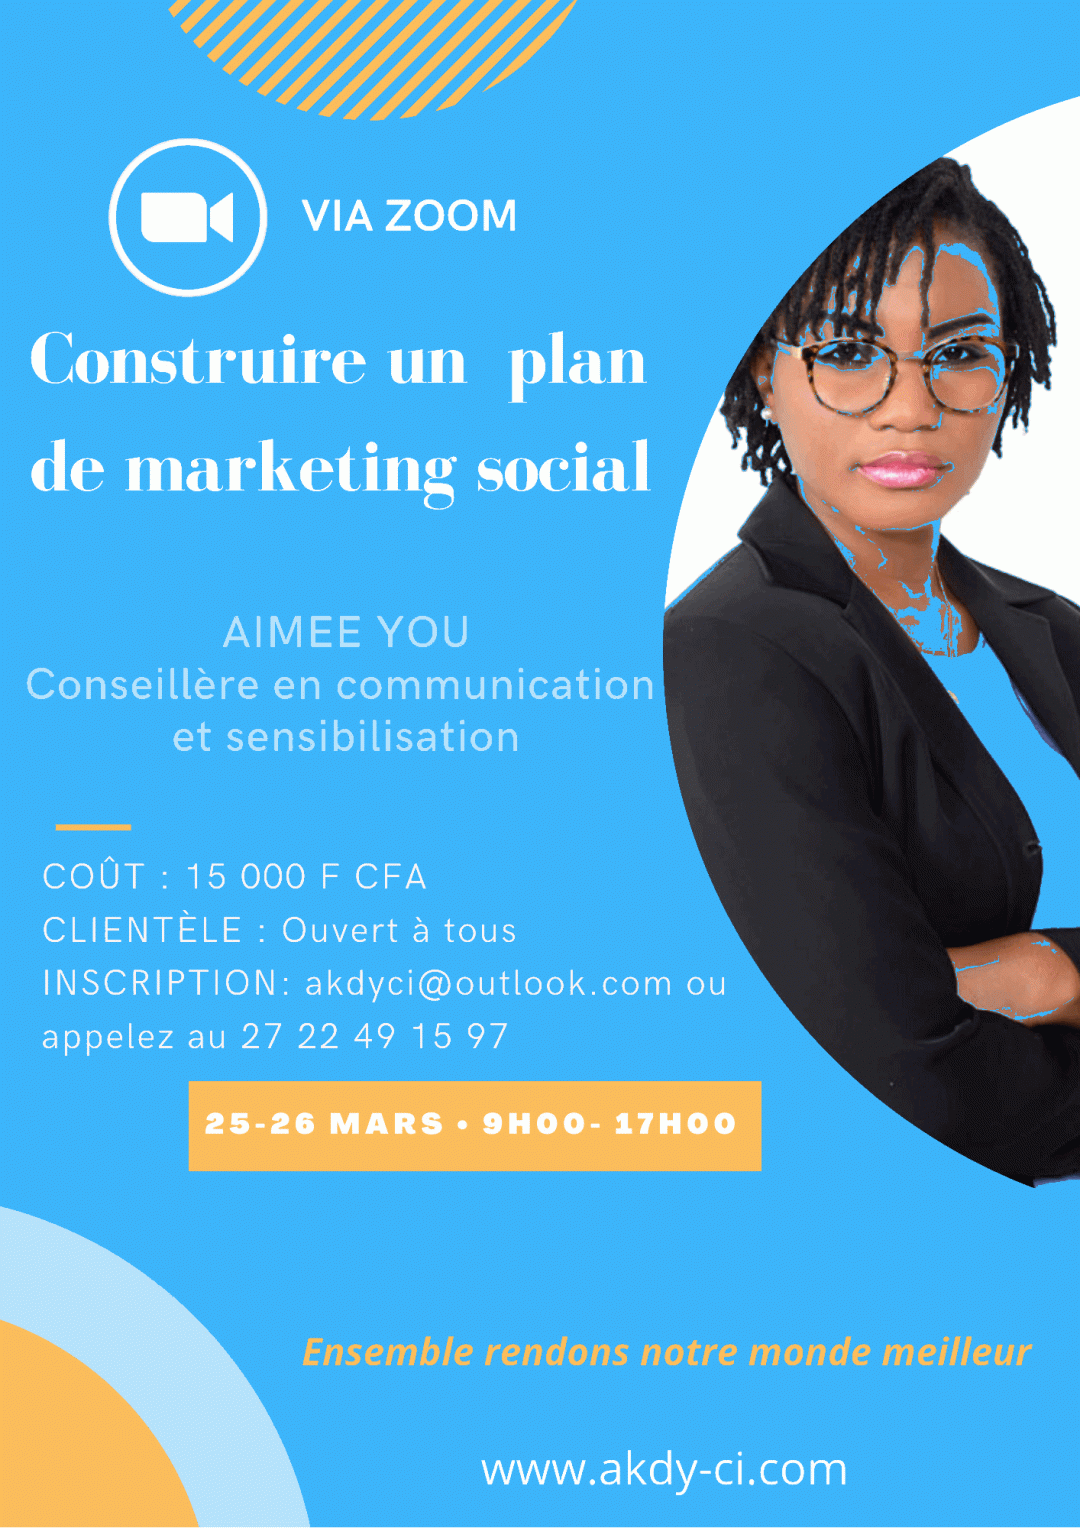 VIA ZOOM
Construire un plan
de marketing social
AIMEE YOU
Conseillère en communication
et sensibilisation
COÛT : 15 000 F CFA
CLIENTÈLE : Ouvert à tous
INSCRIPTION: akdyci@outlook.com ou
appelez au 27 22 49 15 97
25-26 MARS • 9H00- 17H00
Ensemble rendons notre monde meilleur
www.akdy-ci.com